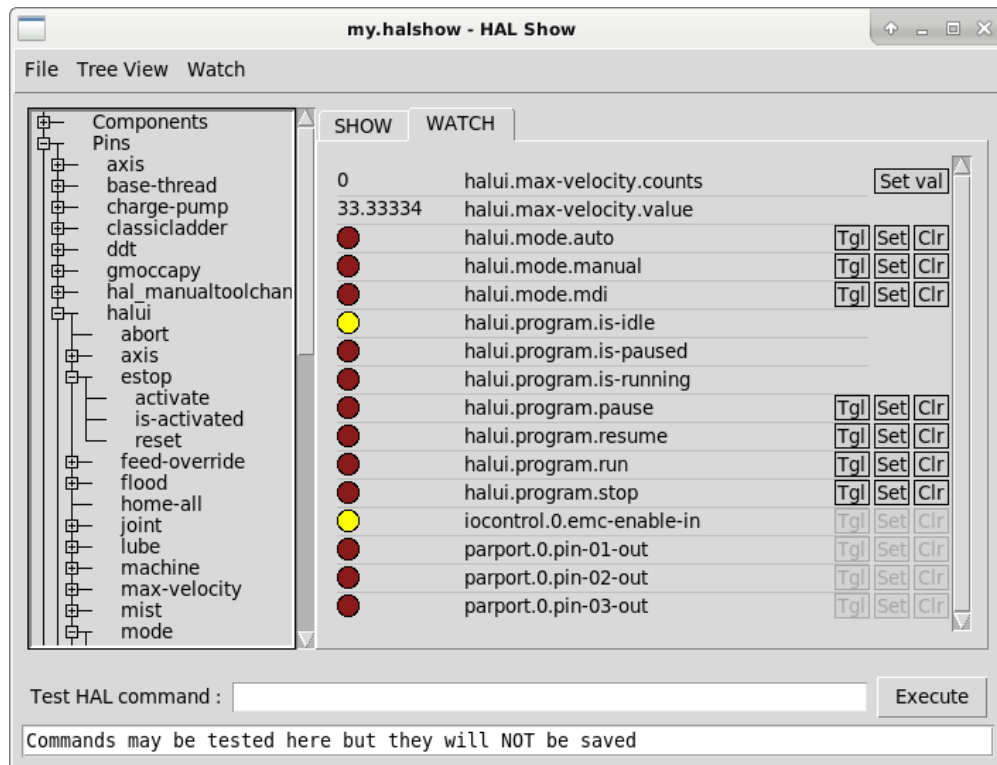 my.halshow - HAL Show
File Tree View Watch
Components
Pins
axis
base-thread
charge-pump
classicladder
ddt
gmoccapy
hal_manualtoolchan
halui
abort
axis
estop
activate
is-activated
reset
feed-override
flood
home-all
joint
lube
machine
max-velocity
mist
mode
SHOW WATCH
0 halui.max-velocity.counts Set val
33.33334 halui.max-velocity.value
halui.mode.auto Tgl Set Clr
halui.mode.manual Tgl Set Clr
halui.mode.mdi Tgl Set Clr
halui.program.is-idle
halui.program.is-paused
halui.program.is-running
halui.program.pause Tgl Set Clr
halui.program.resume Tgl Set Clr
halui.program.run Tgl Set Clr
halui.program.stop Tgl Set Clr
iocontrol.0.emc-enable-in Tgl Set Clr
parport.0.pin-01-out Tgl Set Clr
parport.0.pin-02-out Tgl Set Clr
parport.0.pin-03-out Tgl Set Clr
Test HAL command : Execute
Commands may be tested here but they will NOT be saved